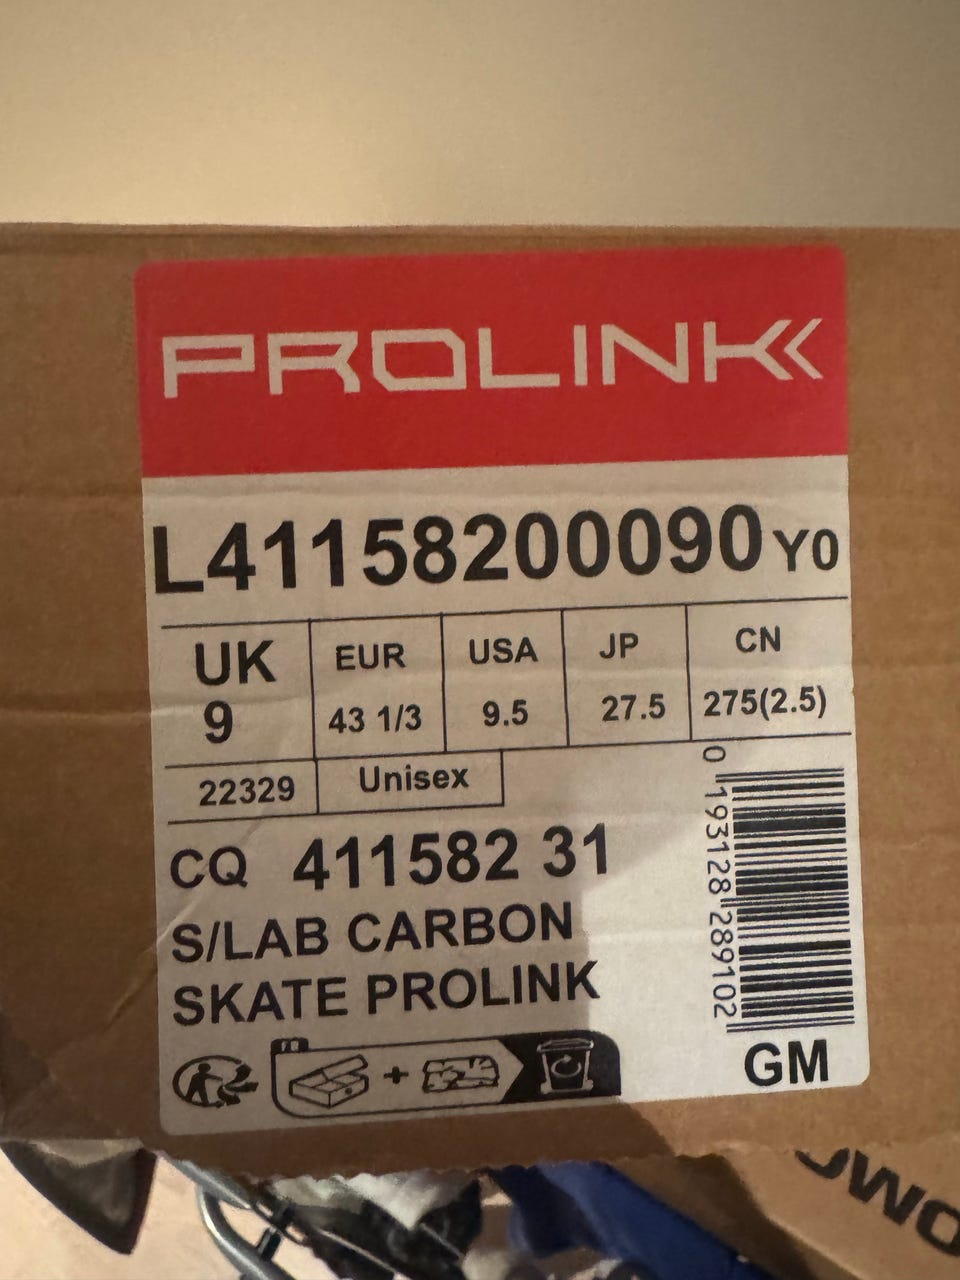 PROLINK
L41158200090 Y0
UK EUR USA JP CN
9 43 1/3 9.5 27.5 275(2.5)
22329 Unisex
CQ 411582 31
S/LAB CARBON
SKATE PROLINK
0 193128 289102
GM
FR
+